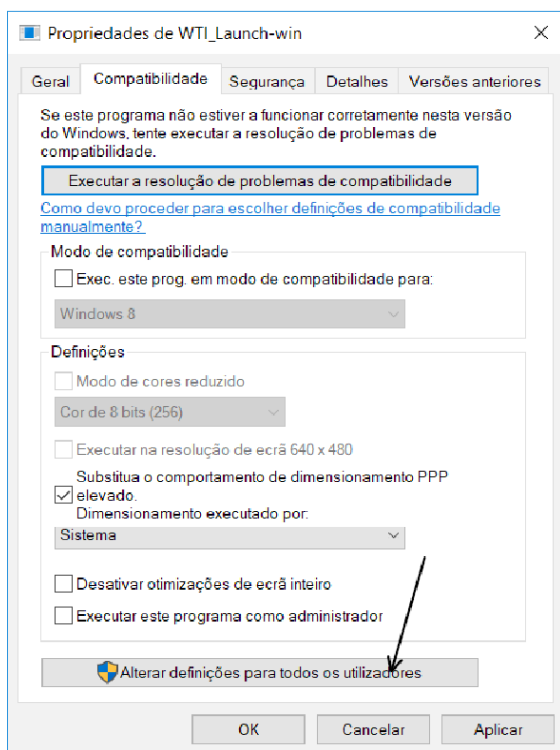 Propriedades de WTI_Launch-win
Geral Compatibilidade Segurança Detalhes Versões anteriores
Se este programa não estiver a funcionar corretamente nesta versão
do Windows, tente executar a resolução de problemas de
compatibilidade.
Executar a resolução de problemas de compatibilidade
Como devo proceder para escolher definições de compatibilidade
manualmente?
Modo de compatibilidade
Exec. este prog. em modo de compatibilidade para:
Windows 8
Definições
Modo de cores reduzido
Cor de 8 bits (256)
Executar na resolução de ecrã 640 x 480
Substitua o comportamento de dimensionamento PPP
elevado.
Dimensionamento executado por:
Sistema
Desativar otimizações de ecrã inteiro
Executar este programa como administrador
Alterar definições para todos os utilizadores
OK Cancelar Aplicar